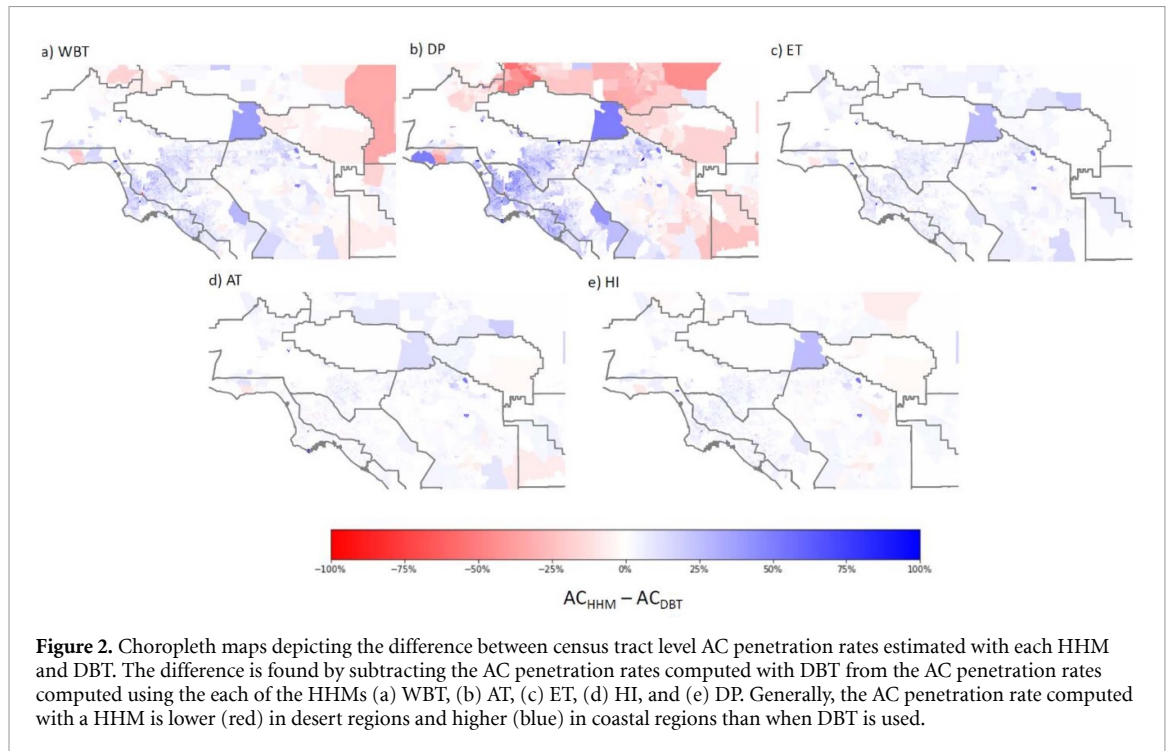 a) WBT
b) DP
c) ET
d) AT
e) HI
−100% −75% −50% −25% 0% 25% 50% 75% 100%
AC_HHM − AC_DBT
Figure 2. Choropleth maps depicting the difference between census tract level AC penetration rates estimated with each HHM
and DBT. The difference is found by subtracting the AC penetration rates computed with DBT from the AC penetration rates
computed using the each of the HHMs (a) WBT, (b) AT, (c) ET, (d) HI, and (e) DP. Generally, the AC penetration rate computed
with a HHM is lower (red) in desert regions and higher (blue) in coastal regions than when DBT is used.